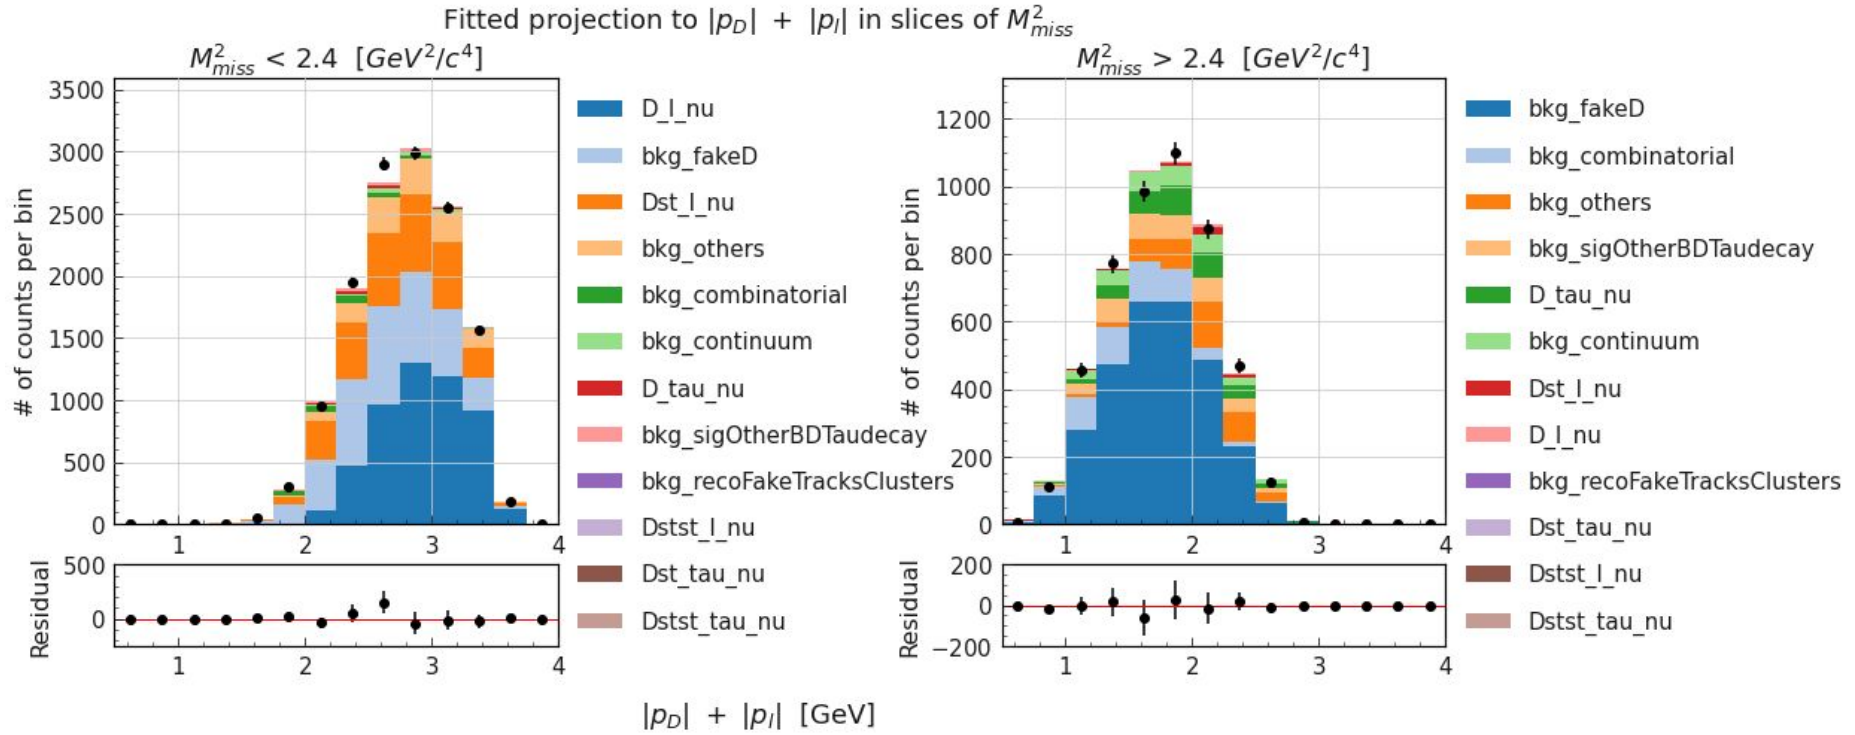 Fitted projection to |p_D| + |p_l| in slices of M²_miss
M²_miss < 2.4 [GeV²/c⁴]
# of counts per bin
3500
3000
2500
2000
1500
1000
500
0
1
2
3
4
D_l_nu
bkg_fakeD
Dst_l_nu
bkg_others
bkg_combinatorial
bkg_continuum
D_tau_nu
bkg_sigOtherBDTaudecay
bkg_recoFakeTracksClusters
Dstst_l_nu
Dst_tau_nu
Dstst_tau_nu
Residual
500
0
1
2
3
4
M²_miss > 2.4 [GeV²/c⁴]
# of counts per bin
1200
1000
800
600
400
200
0
1
2
3
4
bkg_fakeD
bkg_combinatorial
bkg_others
bkg_sigOtherBDTaudecay
D_tau_nu
bkg_continuum
Dst_l_nu
D_l_nu
bkg_recoFakeTracksClusters
Dst_tau_nu
Dstst_l_nu
Dstst_tau_nu
Residual
200
0
−200
1
2
3
4
|p_D| + |p_l| [GeV]